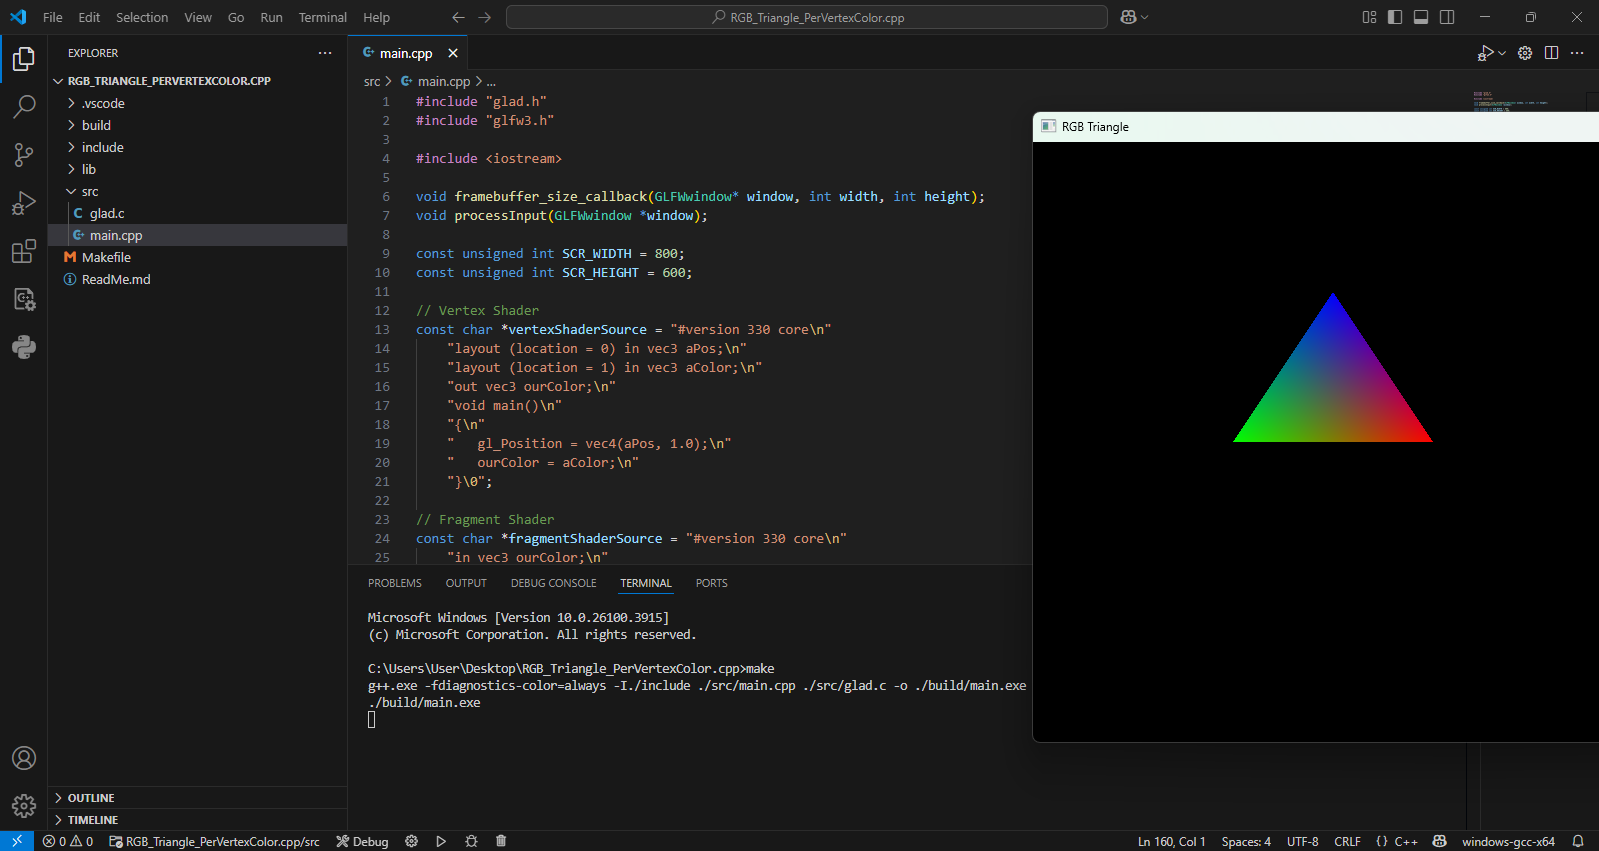 File Edit Selection View Go Run Terminal Help
RGB_Triangle_PerVertexColor.cpp
EXPLORER
RGB_TRIANGLE_PERVERTEXCOLOR.CPP
.vscode
build
include
lib
src
glad.c
main.cpp
Makefile
ReadMe.md
OUTLINE
TIMELINE
main.cpp
src > main.cpp > ...
1 #include "glad.h"
2 #include "glfw3.h"
3
4 #include <iostream>
5
6 void framebuffer_size_callback(GLFWwindow* window, int width, int height);
7 void processInput(GLFWwindow *window);
8
9 const unsigned int SCR_WIDTH = 800;
10 const unsigned int SCR_HEIGHT = 600;
11
12 // Vertex Shader
13 const char *vertexShaderSource = "#version 330 core\n"
14 "layout (location = 0) in vec3 aPos;\n"
15 "layout (location = 1) in vec3 aColor;\n"
16 "out vec3 ourColor;\n"
17 "void main()\n"
18 "{\n"
19 "   gl_Position = vec4(aPos, 1.0);\n"
20 "   ourColor = aColor;\n"
21 "}\0";
22
23 // Fragment Shader
24 const char *fragmentShaderSource = "#version 330 core\n"
25 "in vec3 ourColor;\n"
RGB Triangle
PROBLEMS OUTPUT DEBUG CONSOLE TERMINAL PORTS
Microsoft Windows [Version 10.0.26100.3915]
(c) Microsoft Corporation. All rights reserved.
C:\Users\User\Desktop\RGB_Triangle_PerVertexColor.cpp>make
g++.exe -fdiagnostics-color=always -I./include ./src/main.cpp ./src/glad.c -o ./build/main.exe
./build/main.exe
0 0 RGB_Triangle_PerVertexColor.cpp/src Debug Ln 160, Col 1 Spaces: 4 UTF-8 CRLF {} C++ windows-gcc-x64